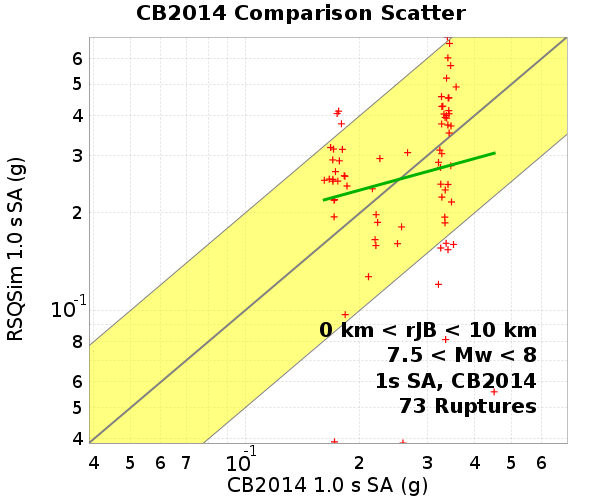 CB2014 Comparison Scatter
RSQSim 1.0 s SA (g)
6
5
4
3
2
10-1
8
6
5
4
0 km < rJB < 10 km
7.5 < Mw < 8
1s SA, CB2014
73 Ruptures
4 5 6 7 10-1 2 3 4 5 6
CB2014 1.0 s SA (g)